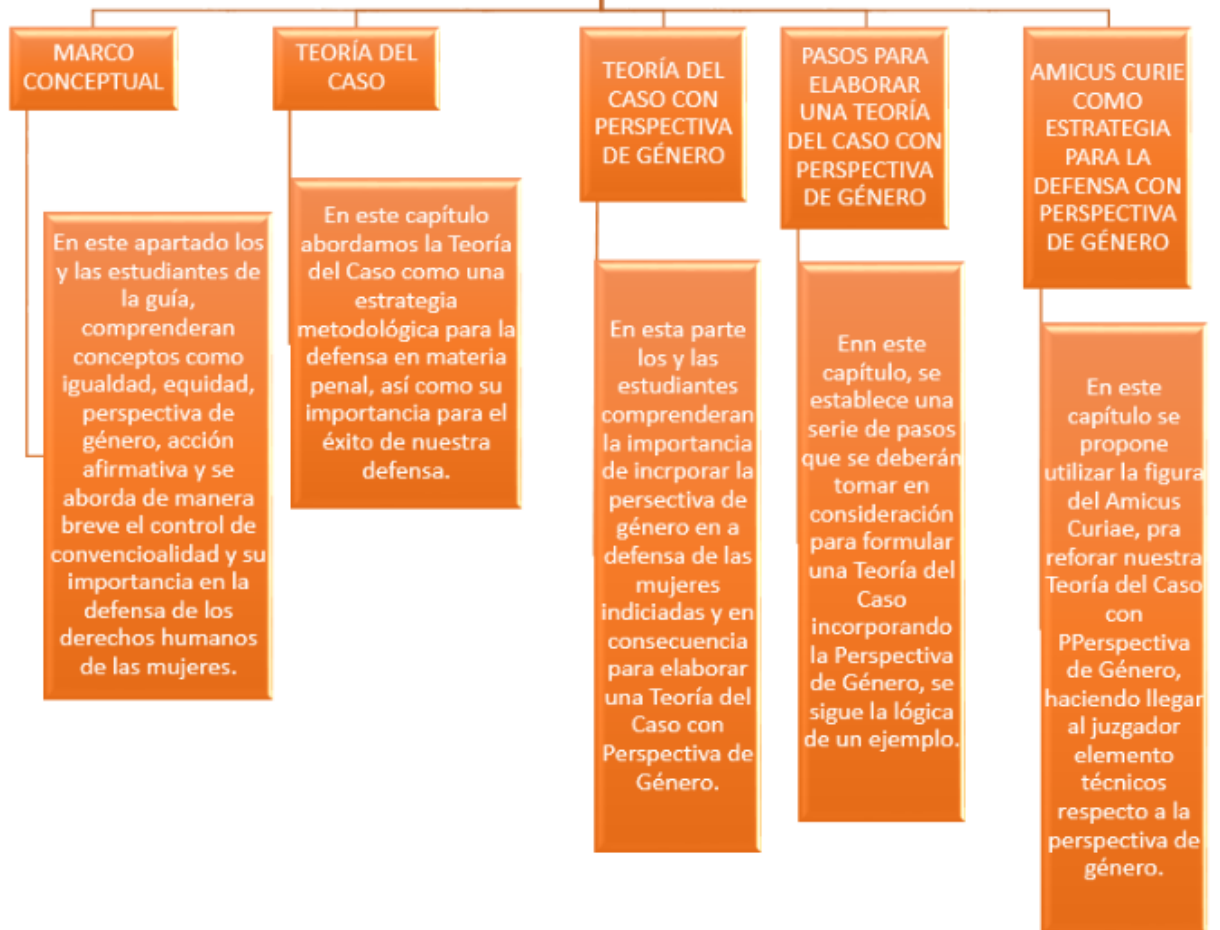 MARCO
CONCEPTUAL
En este apartado los
y las estudiantes de
la guía,
comprenderan
conceptos como
igualdad, equidad,
perspectiva de
género, acción
afirmativa y se
aborda de manera
breve el control de
convencioalidad y su
importancia en la
defensa de los
derechos humanos
de las mujeres.
TEORÍA DEL
CASO
En este capítulo
abordamos la Teoría
del Caso como una
estrategia
metodológica para la
defensa en materia
penal, así como su
importancia para el
éxito de nuestra
defensa.
TEORÍA DEL
CASO CON
PERSPECTIVA
DE GÉNERO
En esta parte
los y las
estudiantes
comprenderan
la importancia
de incrporar la
persectiva de
género en a
defensa de las
mujeres
indiciadas y en
consecuencia
para elaborar
una Teoría del
Caso con
Perspectiva de
Género.
PASOS PARA
ELABORAR
UNA TEORÍA
DEL CASO CON
PERSPECTIVA
DE GÉNERO
Enn este
capítulo, se
establece una
serie de pasos
que se deberán
tomar en
consideración
para formular
una Teoría del
Caso
incorporando
la Perspectiva
de Género, se
sigue la lógica
de un ejemplo.
AMICUS CURIE
COMO
ESTRATEGIA
PARA LA
DEFENSA CON
PERSPECTIVA
DE GÉNERO
En este
capítulo se
propone
utilizar la figura
del Amicus
Curiae, pra
reforar nuestra
Teoría del Caso
con
PPerspectiva
de Género,
haciendo llegar
al juzgador
elemento
técnicos
respecto a la
perspectiva de
género.